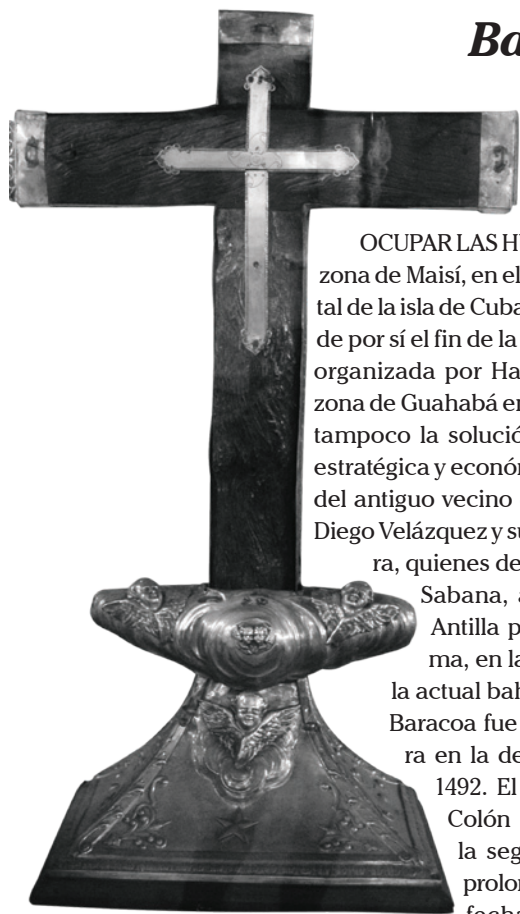 Ba
OCUPAR LAS H
zona de Maisí, en el
tal de la isla de Cuba
de por sí el fin de la
organizada por Ha
zona de Guahabá en
tampoco la solució
estratégica y econó
del antiguo vecino
Diego Velázquez y su
ra, quienes de
Sabana, a
Antilla p
ma, en la
la actual bah
Baracoa fue
ra en la de
1492. El
Colón
la seg
prolon
fecha